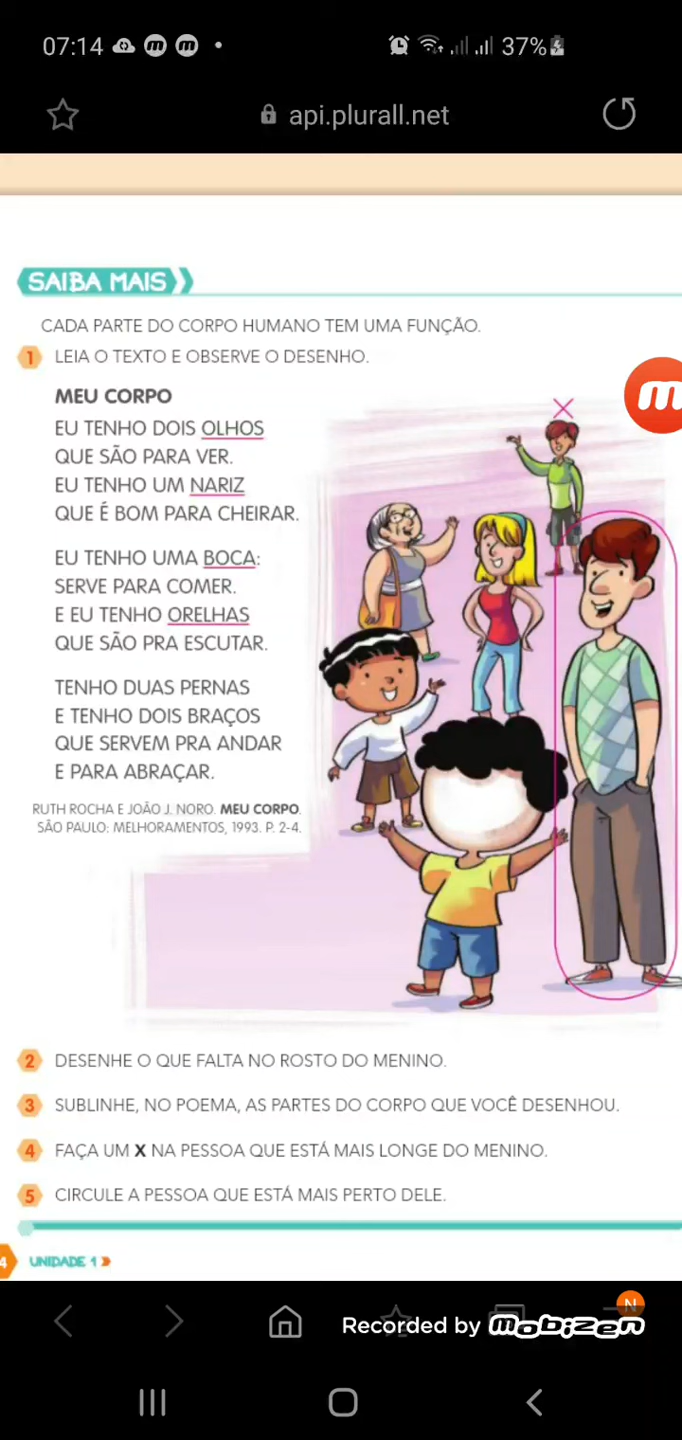 07:14
37%
api.plurall.net
SAIBA MAIS
CADA PARTE DO CORPO HUMANO TEM UMA FUNÇÃO.
1 LEIA O TEXTO E OBSERVE O DESENHO.
MEU CORPO
EU TENHO DOIS OLHOS
QUE SÃO PARA VER.
EU TENHO UM NARIZ
QUE É BOM PARA CHEIRAR.
EU TENHO UMA BOCA:
SERVE PARA COMER.
E EU TENHO ORELHAS
QUE SÃO PRA ESCUTAR.
TENHO DUAS PERNAS
E TENHO DOIS BRAÇOS
QUE SERVEM PRA ANDAR
E PARA ABRAÇAR.
RUTH ROCHA E JOÃO J. NORO. MEU CORPO.
SÃO PAULO: MELHORAMENTOS, 1993. P. 2-4.
2 DESENHE O QUE FALTA NO ROSTO DO MENINO.
3 SUBLINHE, NO POEMA, AS PARTES DO CORPO QUE VOCÊ DESENHOU.
4 FAÇA UM X NA PESSOA QUE ESTÁ MAIS LONGE DO MENINO.
5 CIRCULE A PESSOA QUE ESTÁ MAIS PERTO DELE.
4 UNIDADE 1
N
Recorded by mobizen